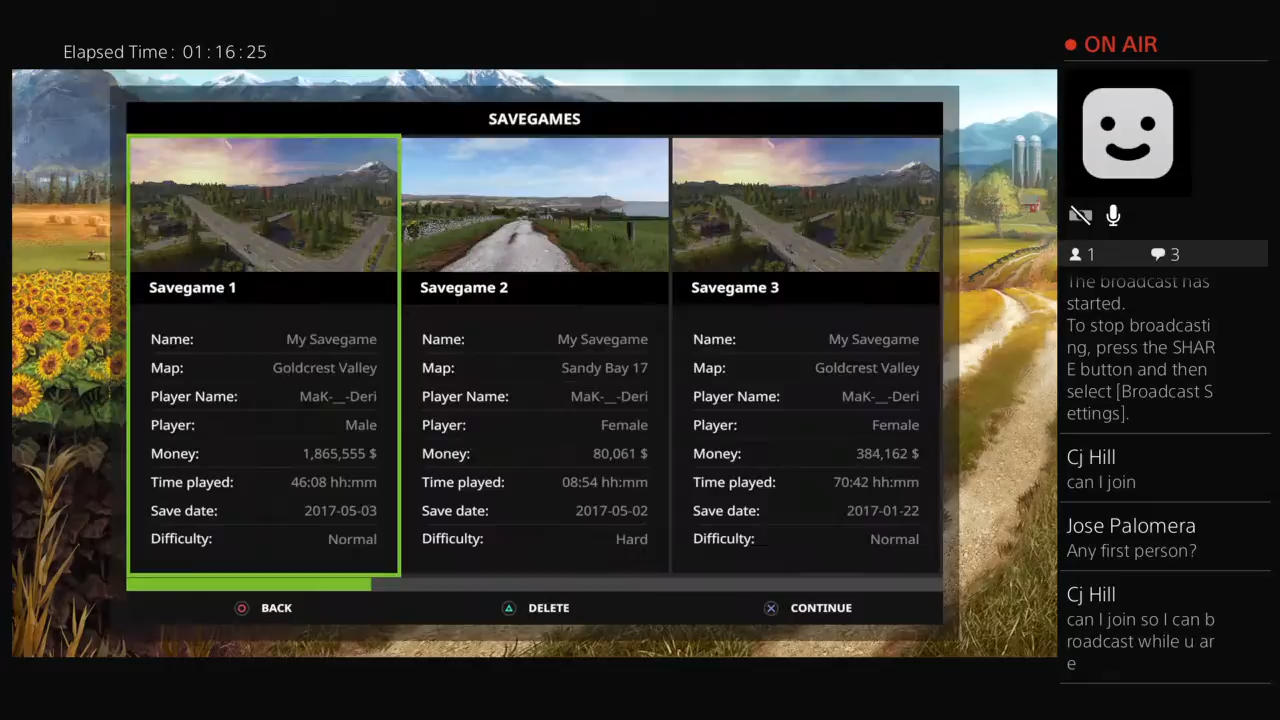 Elapsed Time: 01:16:25
ON AIR
SAVEGAMES
Savegame 1
Name: My Savegame
Map: Goldcrest Valley
Player Name: MaK-__-Deri
Player: Male
Money: 1,865,555 $
Time played: 46:08 hh:mm
Save date: 2017-05-03
Difficulty: Normal
Savegame 2
Name: My Savegame
Map: Sandy Bay 17
Player Name: MaK-__-Deri
Player: Female
Money: 80,061 $
Time played: 08:54 hh:mm
Save date: 2017-05-02
Difficulty: Hard
Savegame 3
Name: My Savegame
Map: Goldcrest Valley
Player Name: MaK-__-Deri
Player: Female
Money: 384,162 $
Time played: 70:42 hh:mm
Save date: 2017-01-22
Difficulty: Normal
BACK
DELETE
CONTINUE
1 3
The broadcast has
started.
To stop broadcasti
ng, press the SHAR
E button and then
select [Broadcast S
ettings].
Cj Hill
can I join
Jose Palomera
Any first person?
Cj Hill
can I join so I can b
roadcast while u ar
e